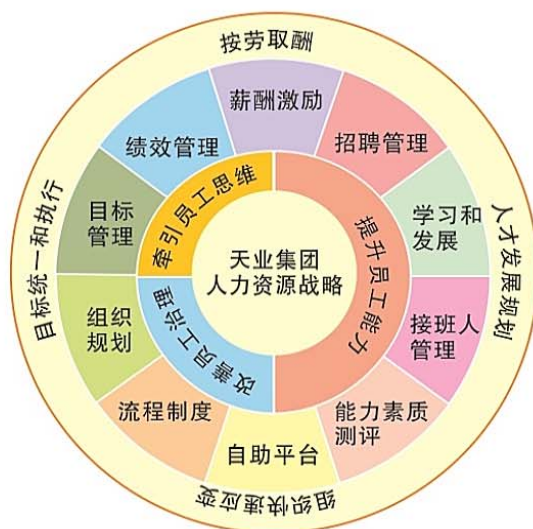 按劳取酬
薪酬激励
招聘管理
学习和
发展
接班人
管理
能力素质
测评
自助平台
流程制度
组织
规划
目标
管理
绩效管理
人才发展规划
组织快速应变
目标统一和执行
牵引员工思维
提升员工能力
改善员工治理
天业集团
人力资源战略